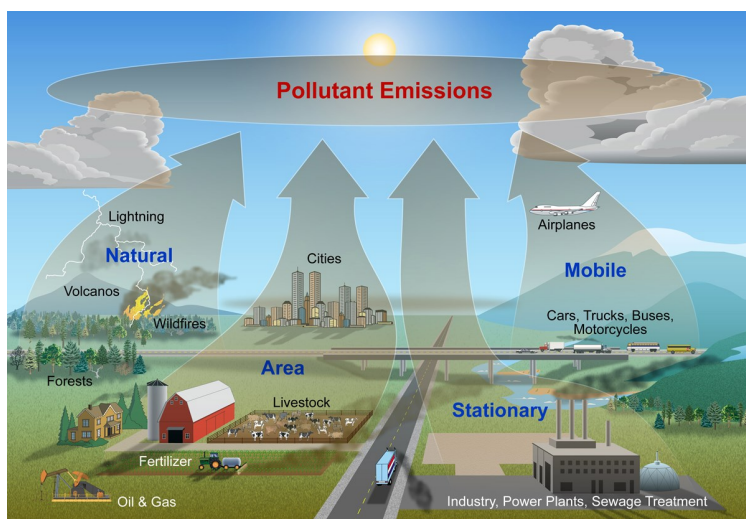 Pollutant Emissions
Lightning
Natural
Volcanos
Wildfires
Forests
Cities
Area
Livestock
Fertilizer
Oil & Gas
Airplanes
Mobile
Cars, Trucks, Buses,
Motorcycles
Stationary
Industry, Power Plants, Sewage Treatment